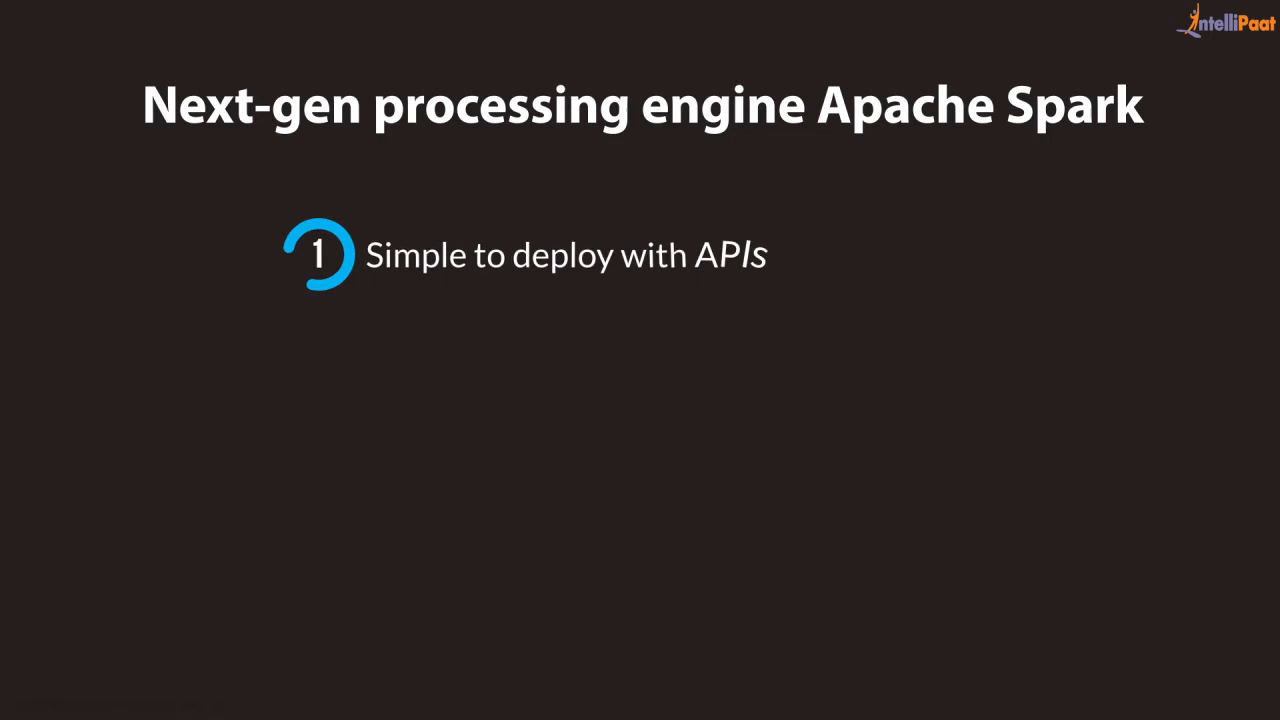 IntelliPaat
Next-gen processing engine Apache Spark
1 Simple to deploy with APIs